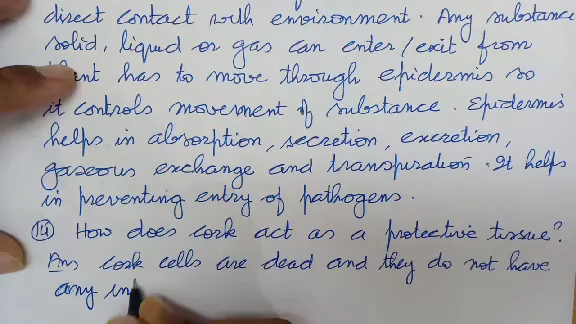 direct contact with environment. Any substance
solid, liquid or gas can enter/exit from
has to move through epidermis so
it controls movement of substance. Epidermis
helps in absorption, secretion, excretion,
gaseous exchange and transpiration. It helps
in preventing entry of pathogens.
(14) How does cork act as a protective tissue?
Ans cork cells are dead and they do not have
any in